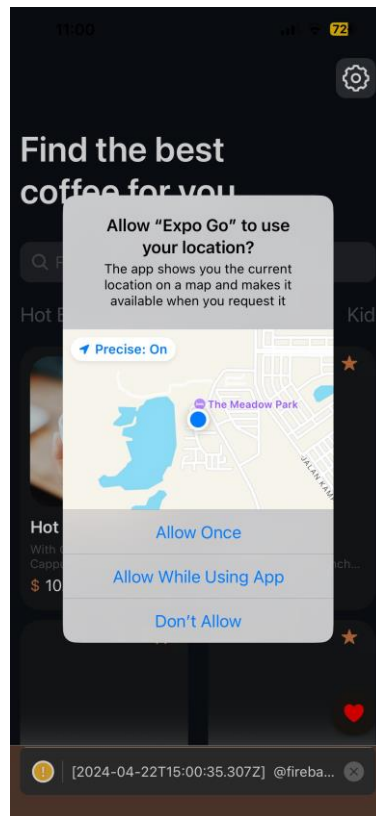 11:00
72
Find the best
coffee for you
Allow “Expo Go” to use
your location?
The app shows you the current
location on a map and makes it
available when you request it
Hot
Kid
Precise: On
The Meadow Park
JALAN
Hot
Allow Once
With
Allow While Using App
$ 10
Don’t Allow
[2024-04-22T15:00:35.307Z] @fireba...